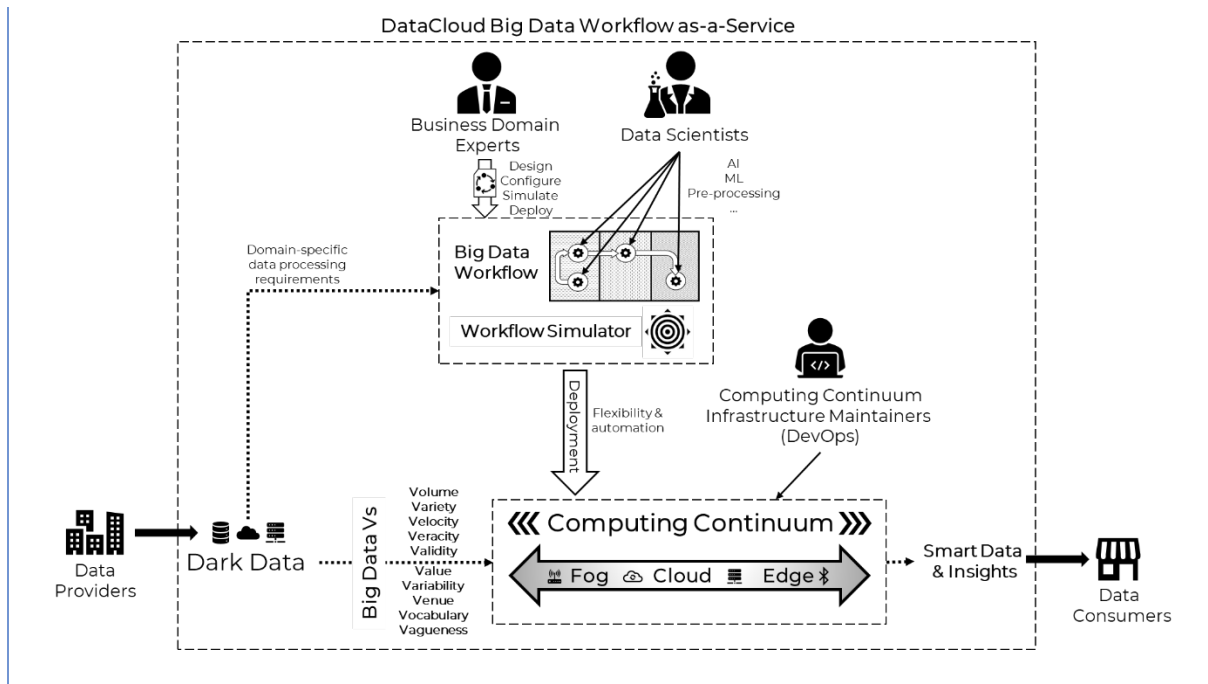 DataCloud Big Data Workflow as-a-Service
Business Domain
Experts
Data Scientists
Design
Configure
Simulate
Deploy
AI
ML
Pre-processing
...
Domain-specific
data processing
requirements
Big Data
Workflow
Workflow Simulator
</>
Computing Continuum
Infrastructure Maintainers
(DevOps)
Deployment
Flexibility &
automation
Data
Providers
Dark Data
Big Data Vs
Volume
Variety
Velocity
Veracity
Validity
Value
Variability
Venue
Vocabulary
Vagueness
Computing Continuum
Fog Cloud Edge
Smart Data
& Insights
Data
Consumers